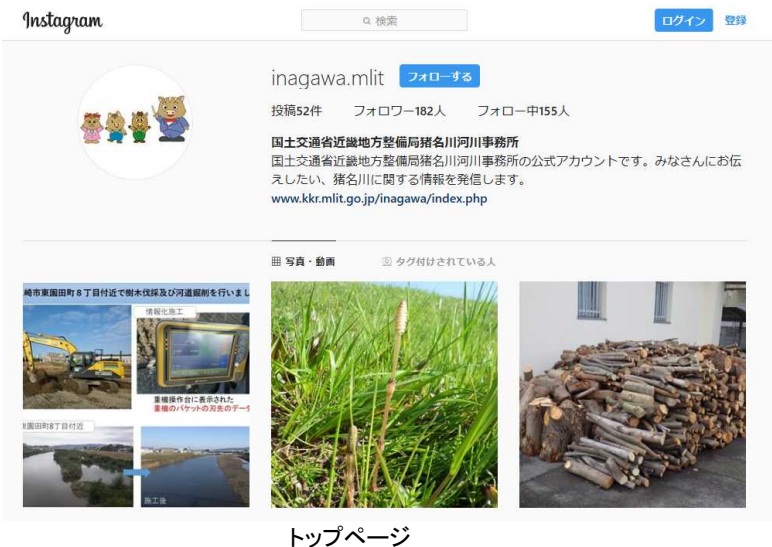 Instagram
検索
ログイン
登録
inagawa.mlit
フォローする
投稿52件
フォロワー182人
フォロー中155人
国土交通省近畿地方整備局猪名川河川事務所
国土交通省近畿地方整備局猪名川河川事務所の公式アカウントです。みなさんにお伝
えしたい、猪名川に関する情報を発信します。
www.kkr.mlit.go.jp/inagawa/index.php
写真・動画
タグ付けされている人
崎市東園田町8丁目付近で樹木伐採及び河道掘削を行いまし
情報化施工
重機操作台に表示された
重機のバケットの刃先のデータ
東園田町8丁目付近
施工後
トップページ